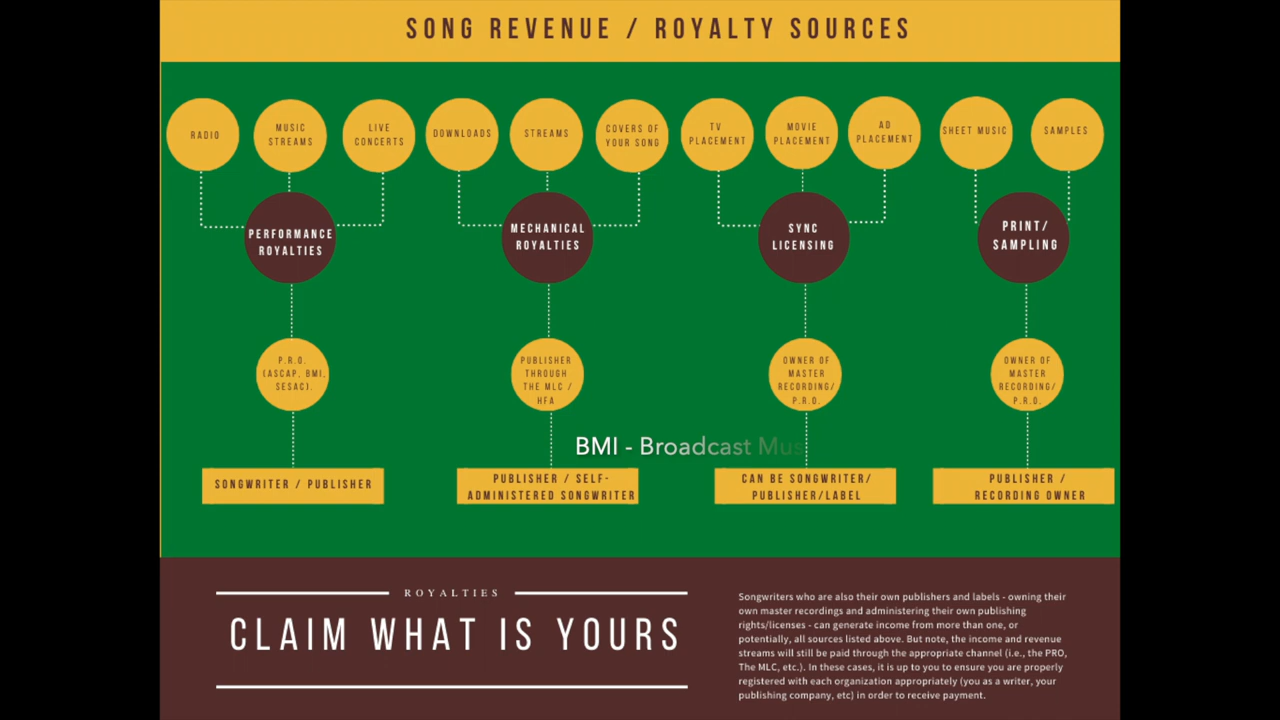 SONG REVENUE / ROYALTY SOURCES
RADIO
MUSIC
STREAMS
LIVE
CONCERTS
DOWNLOADS
STREAMS
COVERS OF
YOUR SONG
TV
PLACEMENT
MOVIE
PLACEMENT
AD
PLACEMENT
SHEET MUSIC
SAMPLES
PERFORMANCE
ROYALTIES
MECHANICAL
ROYALTIES
SYNC
LICENSING
PRINT/
SAMPLING
P.R.O.
(ASCAP, BMI,
SESAC).
PUBLISHER
THROUGH
THE MLC /
HFA
OWNER OF
MASTER
RECORDING/
P.R.O.
OWNER OF
MASTER
RECORDING/
P.R.O.
BMI - Broadcast Mus
SONGWRITER / PUBLISHER
PUBLISHER / SELF-
ADMINISTERED SONGWRITER
CAN BE SONGWRITER/
PUBLISHER/LABEL
PUBLISHER /
RECORDING OWNER
ROYALTIES
CLAIM WHAT IS YOURS
Songwriters who are also their own publishers and labels - owning their
own master recordings and administering their own publishing
rights/licenses - can generate income from more than one, or
potentially, all sources listed above. But note, the income and revenue
streams will still be paid through the appropriate channel (i.e., the PRO,
The MLC, etc.). In these cases, it is up to you to ensure you are properly
registered with each organization appropriately (you as a writer, your
publishing company, etc) in order to receive payment.